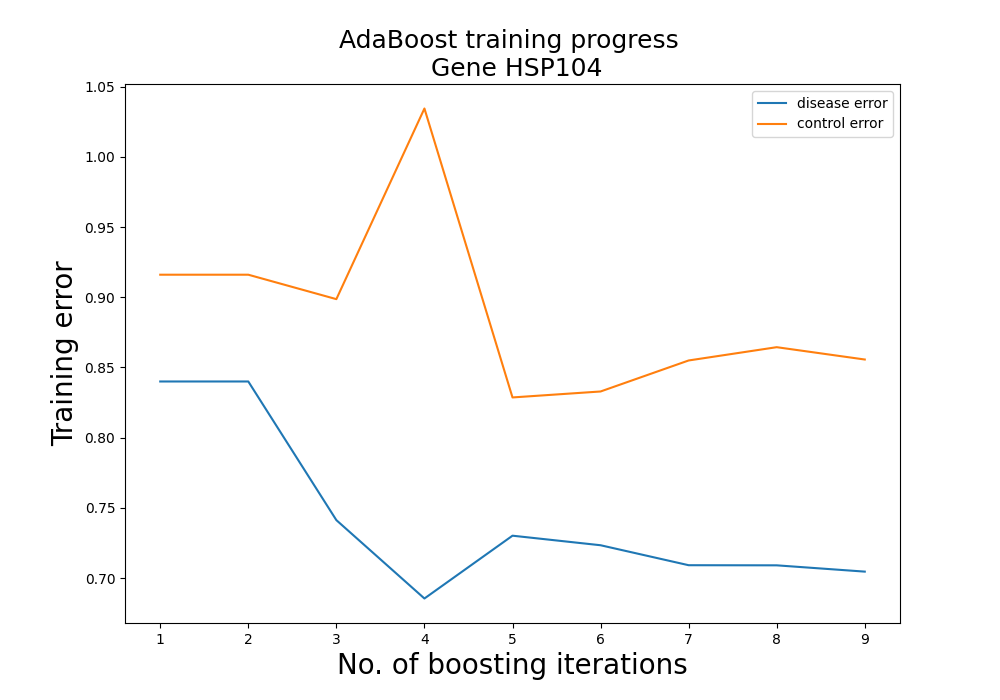 AdaBoost training progress
Gene HSP104
disease error
control error
1.05
1.00
0.95
0.90
0.85
0.80
0.75
0.70
Training error
1 2 3 4 5 6 7 8 9
No. of boosting iterations